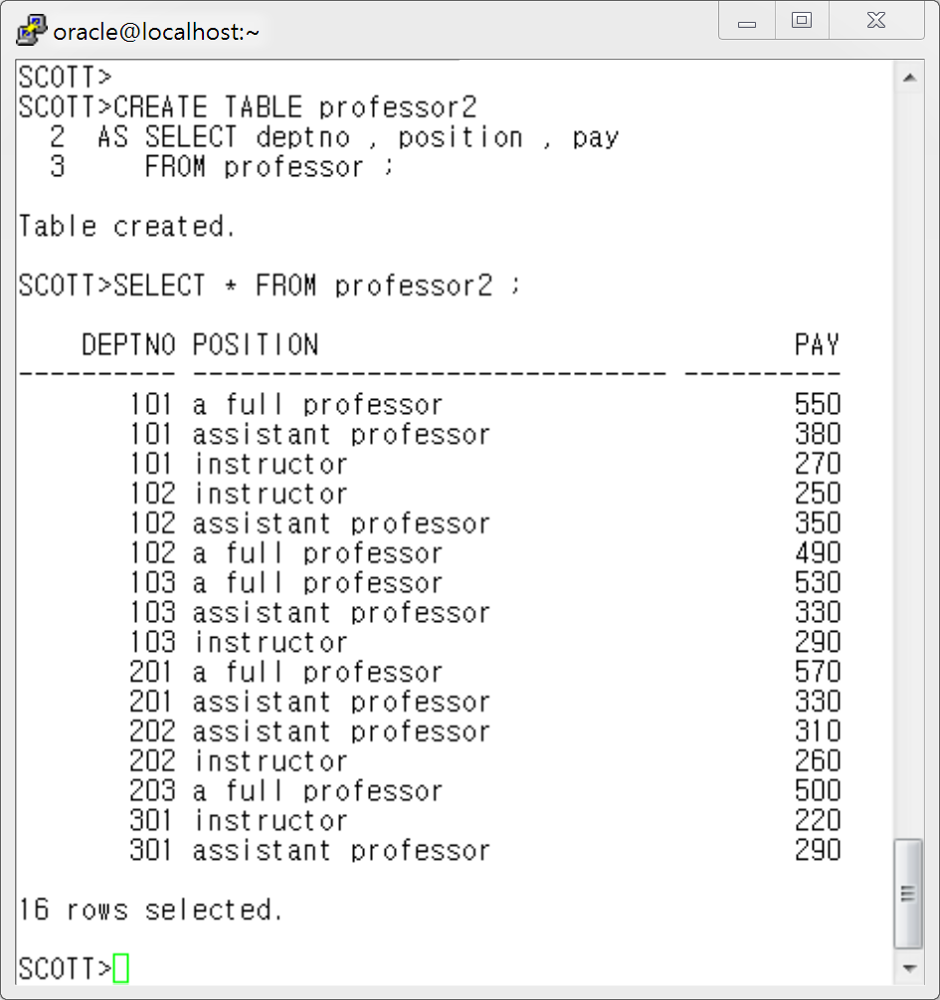 oracle@localhost:~
SCOTT>
SCOTT>CREATE TABLE professor2
  2  AS SELECT deptno , position , pay
  3     FROM professor ;
Table created.
SCOTT>SELECT * FROM professor2 ;
    DEPTNO POSITION                              PAY
---------- ------------------------------ ----------
       101 a full professor                      550
       101 assistant professor                   380
       101 instructor                            270
       102 instructor                            250
       102 assistant professor                   350
       102 a full professor                      490
       103 a full professor                      530
       103 assistant professor                   330
       103 instructor                            290
       201 a full professor                      570
       201 assistant professor                   330
       202 assistant professor                   310
       202 instructor                            260
       203 a full professor                      500
       301 instructor                            220
       301 assistant professor                   290
16 rows selected.
SCOTT>